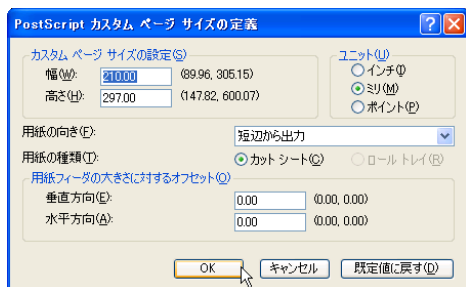 PostScript カスタム ページ サイズの定義
カスタム ページ サイズの設定(S)
幅(W): 210.00 (89.96, 305.15)
高さ(H): 297.00 (147.82, 600.07)
ユニット(U)
インチ(I)
ミリ(M)
ポイント(P)
用紙の向き(F): 短辺から出力
用紙の種類(T): カット シート(C) ロール トレイ(R)
用紙フィーダの大きさに対するオフセット(O)
垂直方向(E): 0.00 (0.00, 0.00)
水平方向(A): 0.00 (0.00, 0.00)
OK キャンセル 既定値に戻す(D)